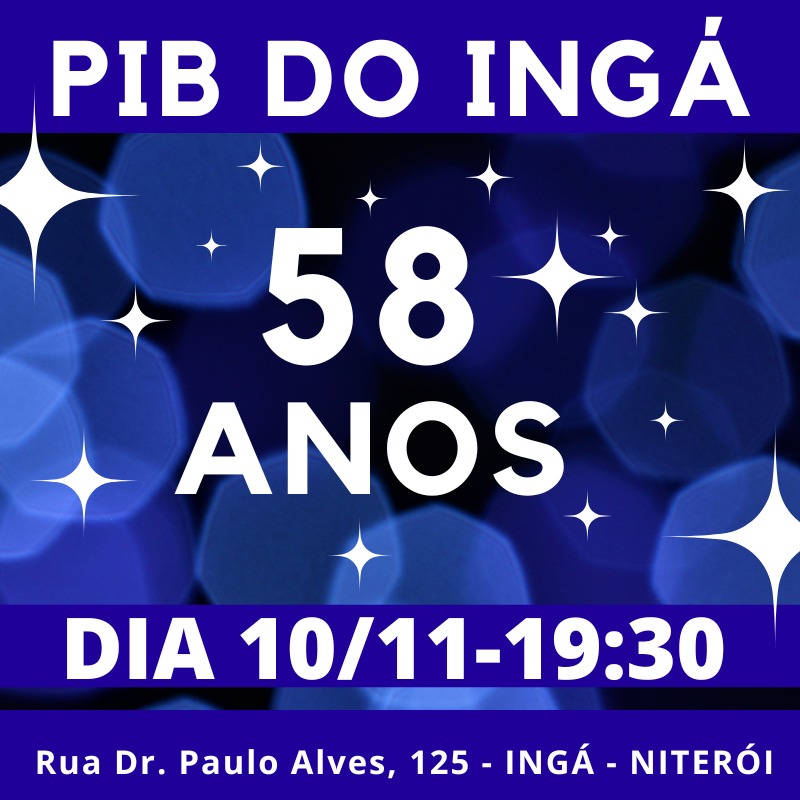 PIB DO INGÁ
58
ANOS
DIA 10/11-19:30
Rua Dr. Paulo Alves, 125 - INGÁ - NITERÓI